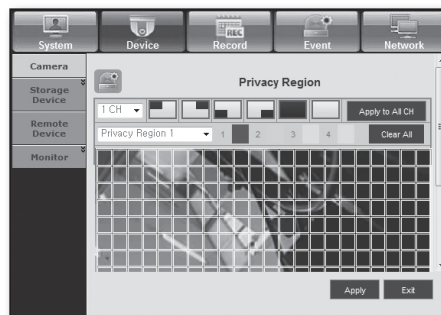 System Device Record Event Network
REC
Camera
Storage Device
Remote Device
Monitor
Privacy Region
1 CH Apply to All CH
Privacy Region 1 1 2 3 4 Clear All
Apply Exit